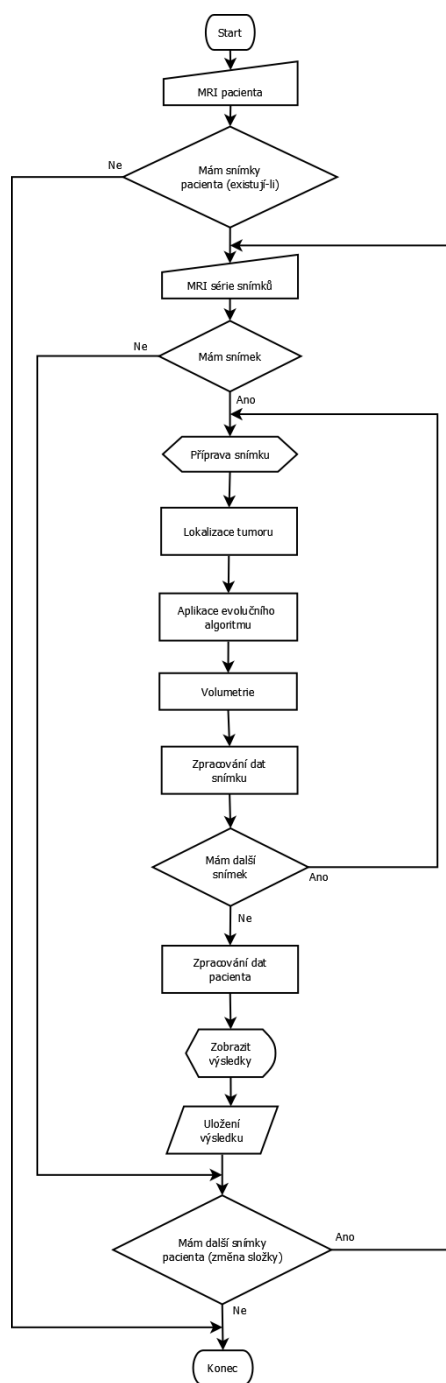 Start
MRI pacienta
Ne
Mám snímky
pacienta (existují-li)
MRI série snímků
Ne
Mám snímek
Ano
Příprava snímku
Lokalizace tumoru
Aplikace evolučního
algoritmu
Volumetrie
Zpracování dat
snímku
Mám další
snímek
Ano
Ne
Zpracování dat
pacienta
Zobrazit
výsledky
Uložení
výsledku
Mám další snímky
pacienta (změna složky)
Ano
Ne
Konec